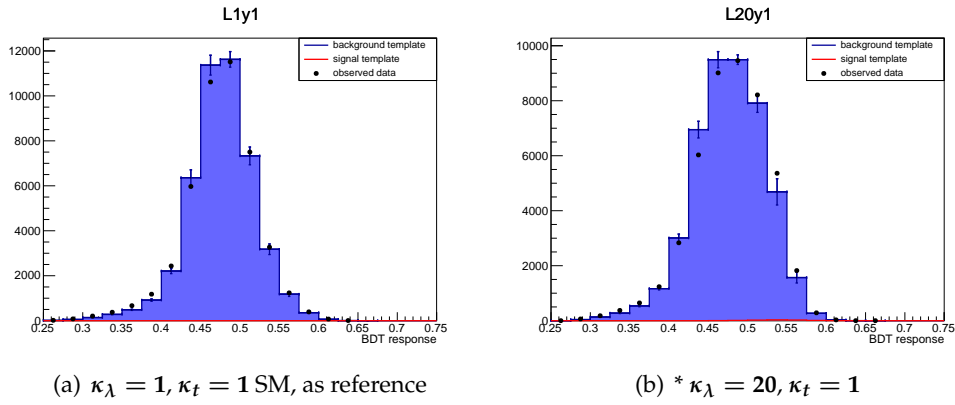 L1y1
12000
10000
8000
6000
4000
2000
0
background template
signal template
observed data
0.25 0.3 0.35 0.4 0.45 0.5 0.55 0.6 0.65 0.7 0.75
BDT response
(a) κλ = 1, κt = 1 SM, as reference
L20y1
10000
8000
6000
4000
2000
0
background template
signal template
observed data
0.25 0.3 0.35 0.4 0.45 0.5 0.55 0.6 0.65 0.7 0.75
BDT response
(b) * κλ = 20, κt = 1